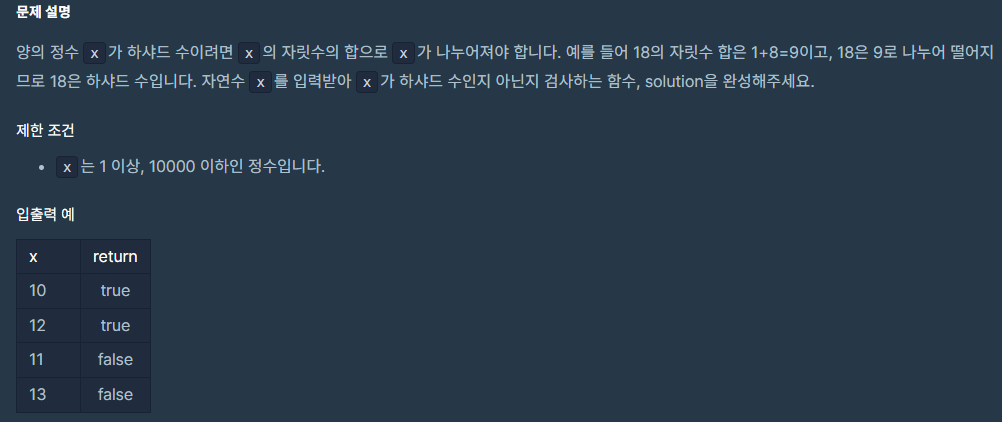 문제 설명
양의 정수 x 가 하샤드 수이려면 x 의 자릿수의 합으로 x 가 나누어져야 합니다. 예를 들어 18의 자릿수 합은 1+8=9이고, 18은 9로 나누어 떨어지
므로 18은 하샤드 수입니다. 자연수 x 를 입력받아 x 가 하샤드 수인지 아닌지 검사하는 함수, solution을 완성해주세요.
제한 조건
• x 는 1 이상, 10000 이하인 정수입니다.
입출력 예
x return
10 true
12 true
11 false
13 false